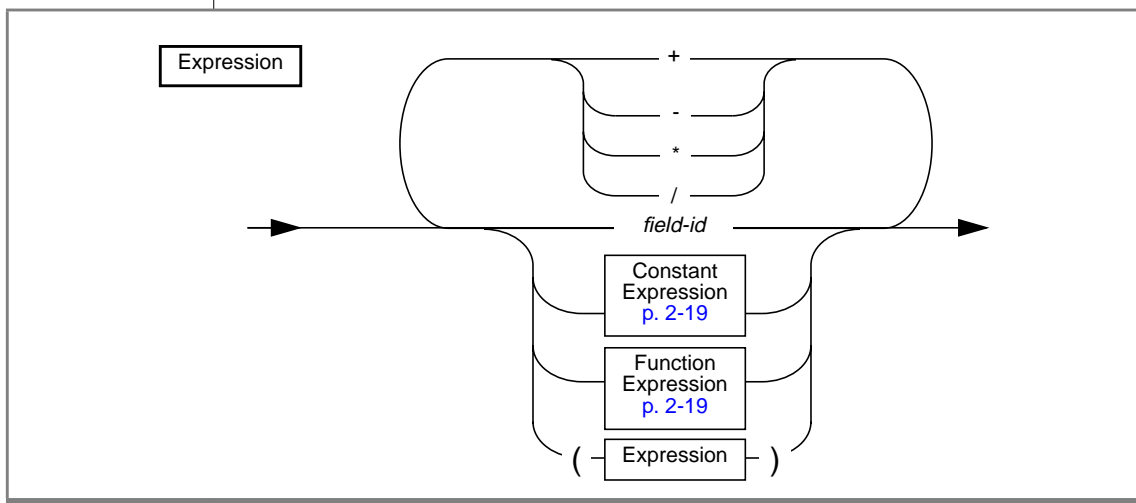 Expression
+
-
*
/
field-id
Constant
Expression
p. 2-19
Function
Expression
p. 2-19
( Expression )